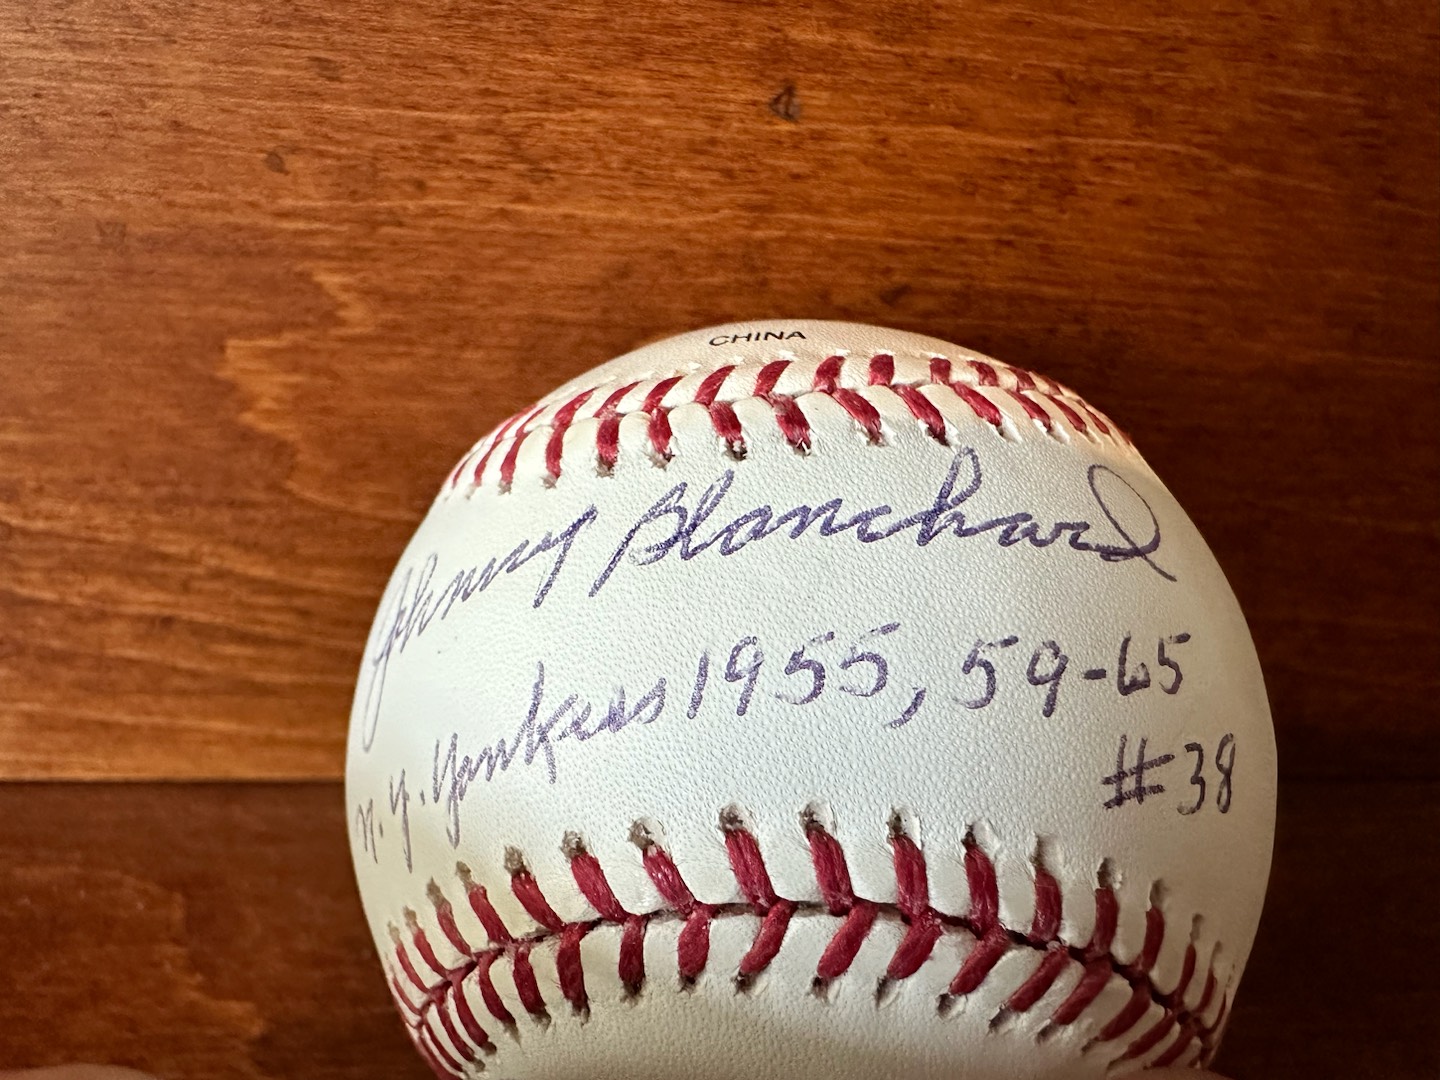 CHINA
Johnny Blanchard
N.Y. Yankees 1955, 59-65
#38